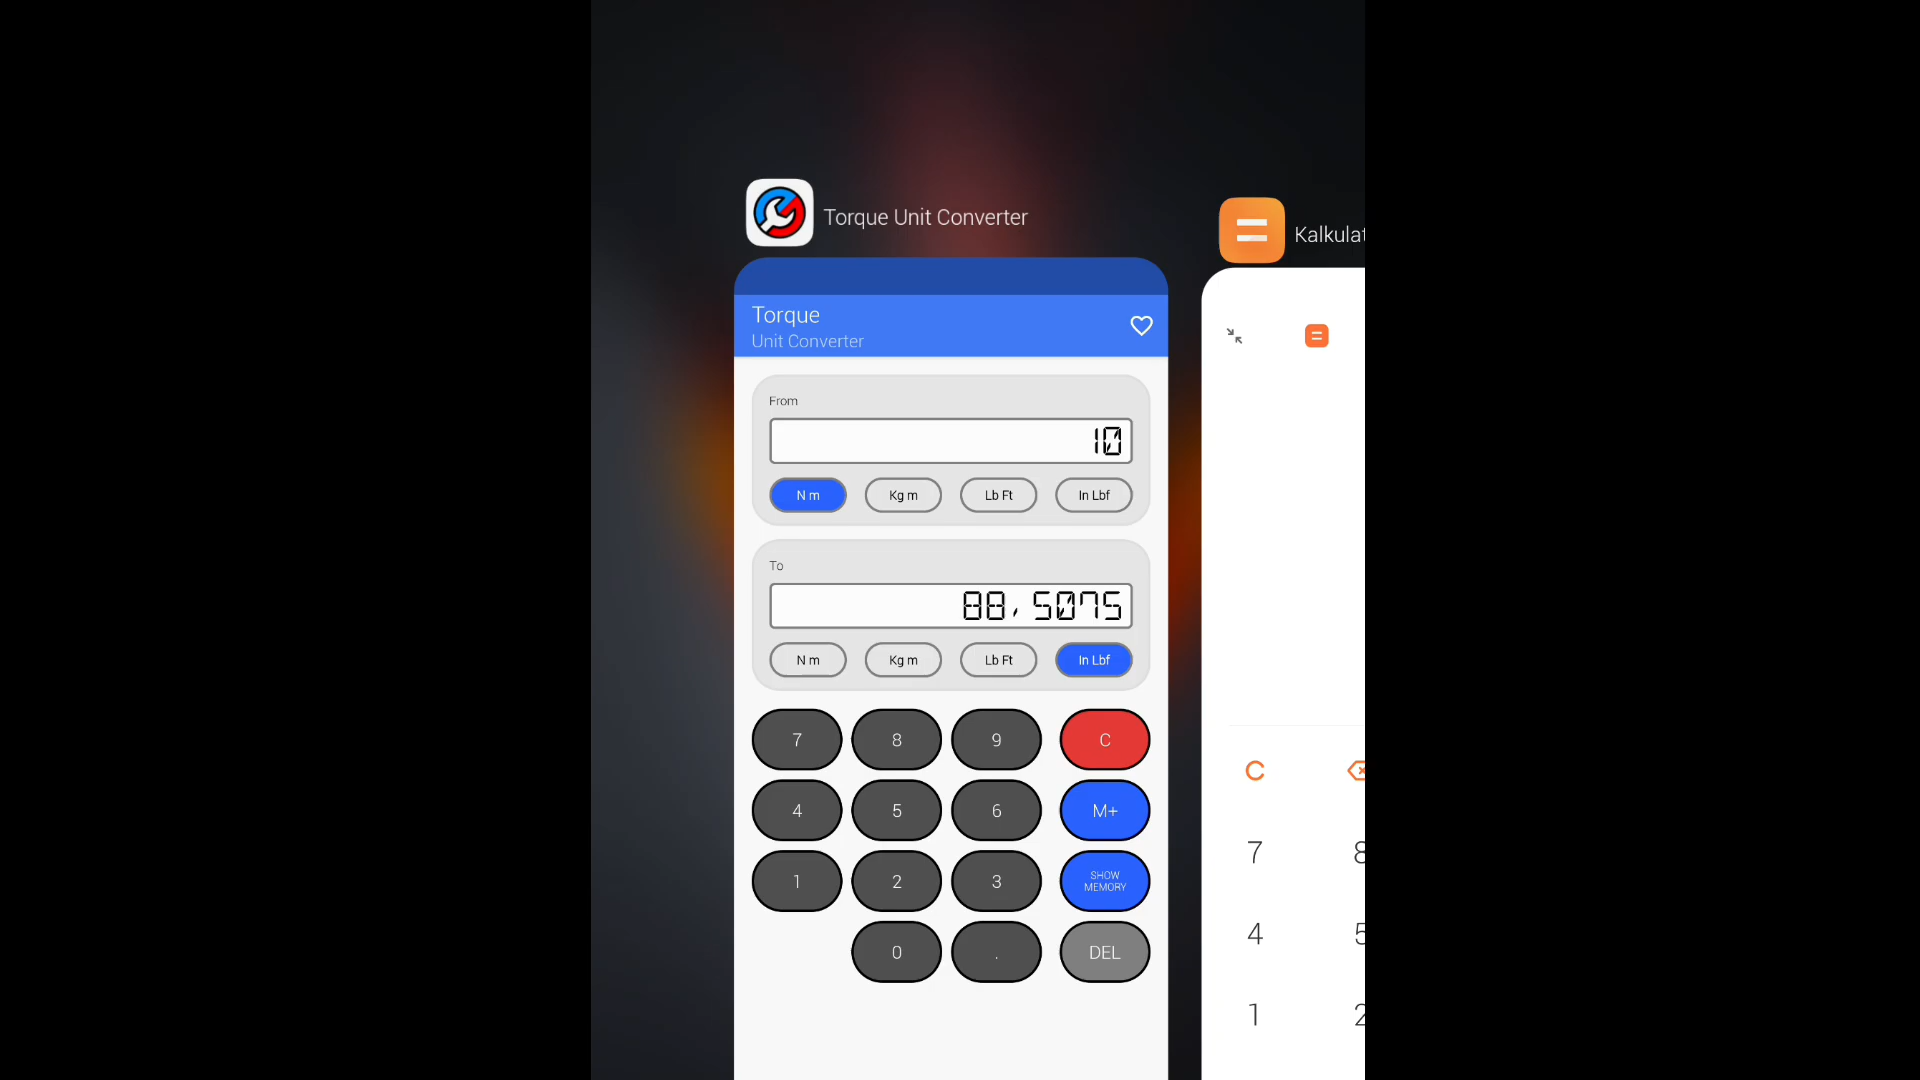 Torque Unit Converter
Torque
Unit Converter
From
10
N m Kg m Lb Ft In Lbf
To
88,5075
N m Kg m Lb Ft In Lbf
7 8 9 C
4 5 6 M+
1 2 3 SHOW
MEMORY
0 . DEL
Kalkulat
C
7 8
4 5
1 2